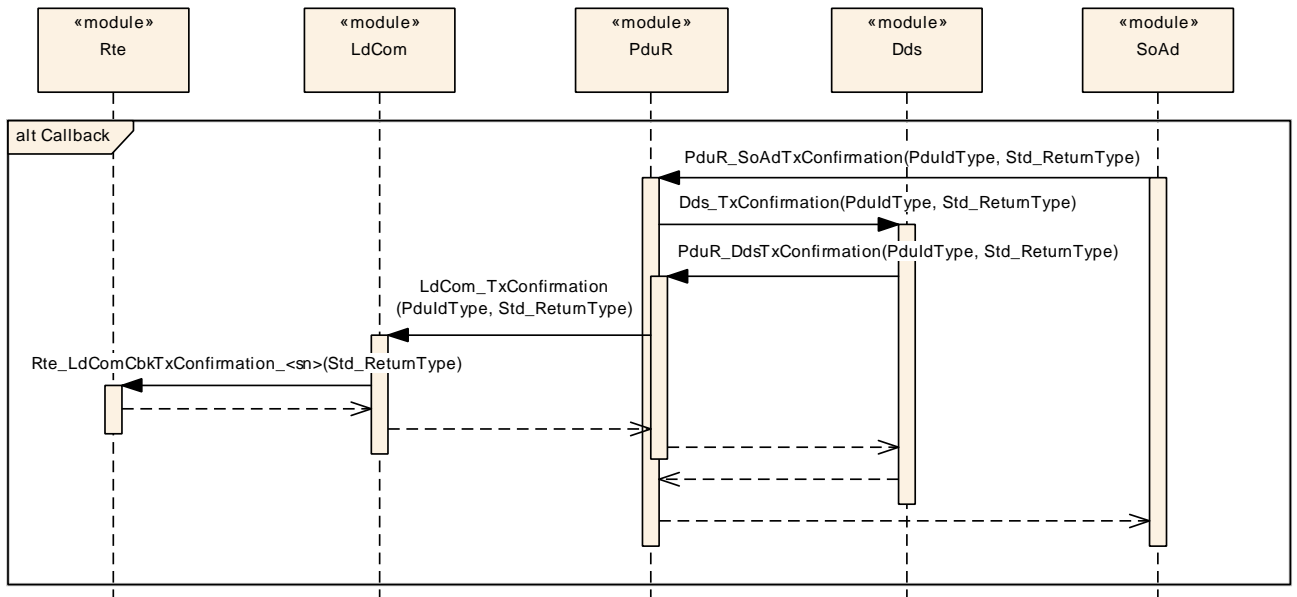 «module»
Rte
«module»
LdCom
«module»
PduR
«module»
Dds
«module»
SoAd
alt Callback
PduR_SoAdTxConfirmation(PduIdType, Std_ReturnType)
Dds_TxConfirmation(PduIdType, Std_ReturnType)
PduR_DdsTxConfirmation(PduIdType, Std_ReturnType)
LdCom_TxConfirmation
(PduIdType, Std_ReturnType)
Rte_LdComCbkTxConfirmation_<sn>(Std_ReturnType)